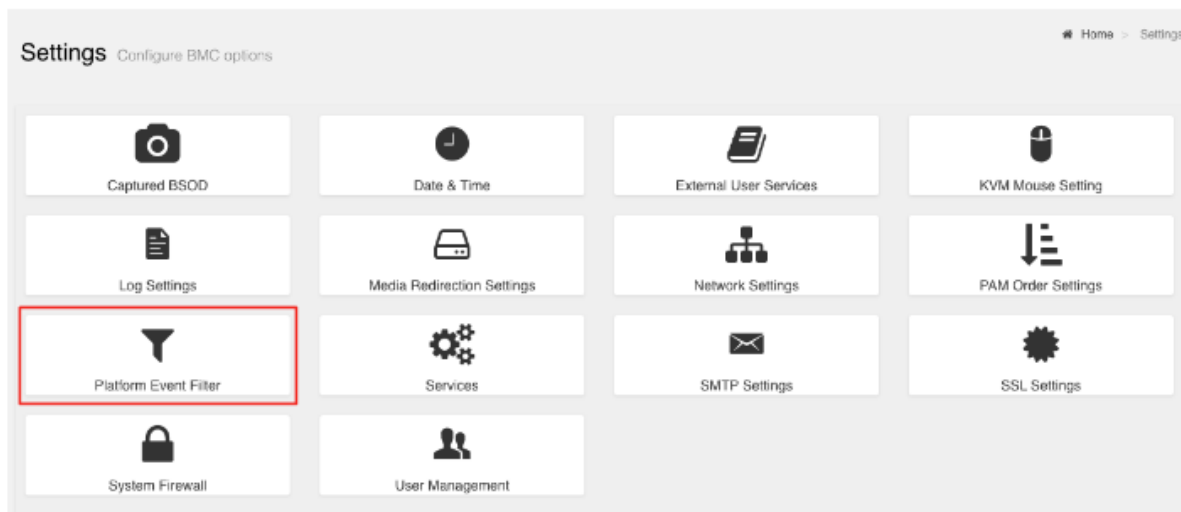 Settings Configure BMC options
Home > Settings
Captured BSOD
Date & Time
External User Services
KVM Mouse Setting
Log Settings
Media Redirection Settings
Network Settings
PAM Order Settings
Platform Event Filter
Services
SMTP Settings
SSL Settings
System Firewall
User Management